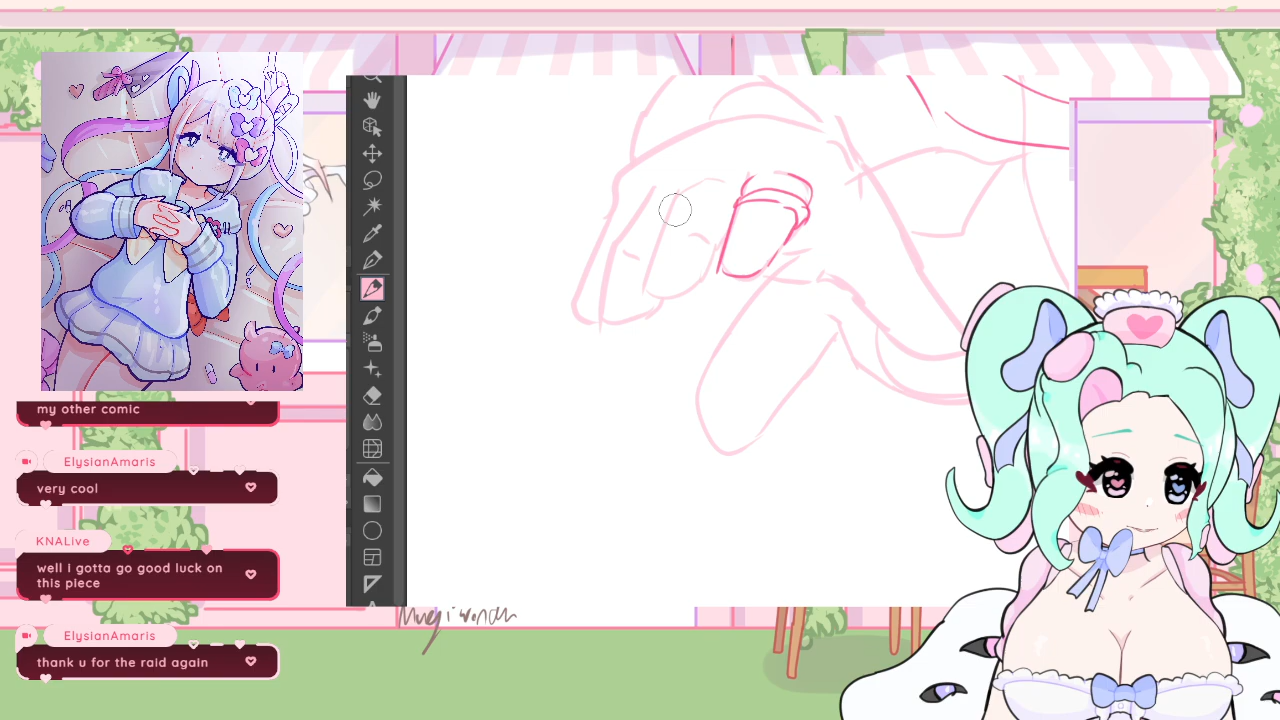 my other comic
ElysianAmaris
very cool
KNALive
well i gotta go good luck on
this piece
ElysianAmaris
thank u for the raid again